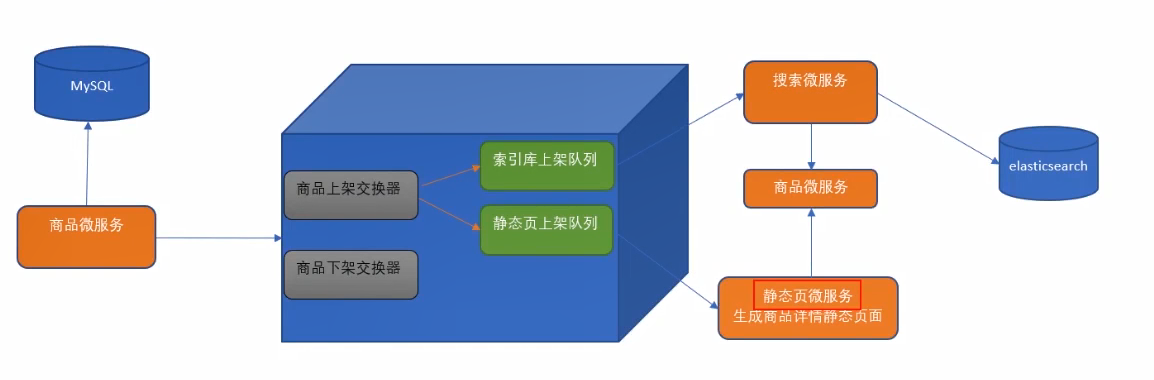 MySQL
商品微服务
商品上架交换器
商品下架交换器
索引库上架队列
静态页上架队列
搜索微服务
商品微服务
静态页微服务
生成商品详情静态页面
elasticsearch